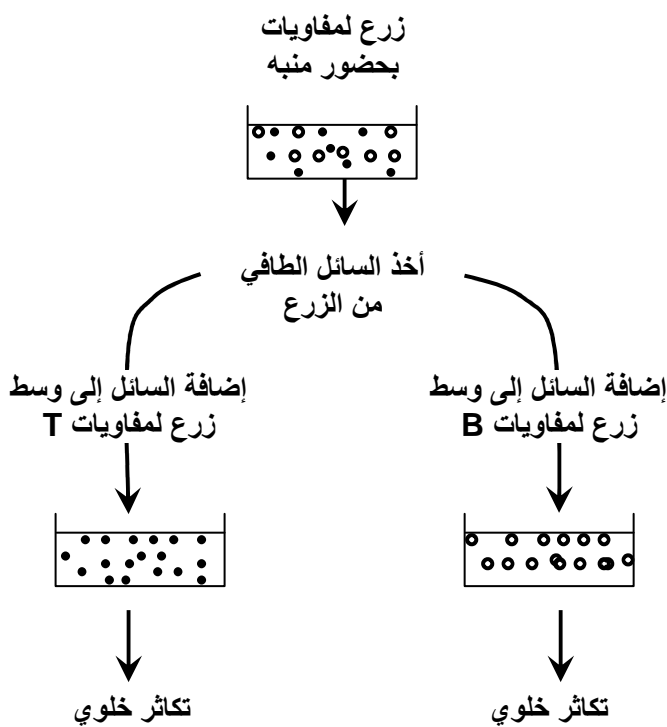 زرع لمفاويات
بحضور منبه
أخذ السائل الطافي
من الزرع
إضافة السائل إلى وسط
زرع لمفاويات B
إضافة السائل إلى وسط
زرع لمفاويات T
تكاثر خلوي
تكاثر خلوي